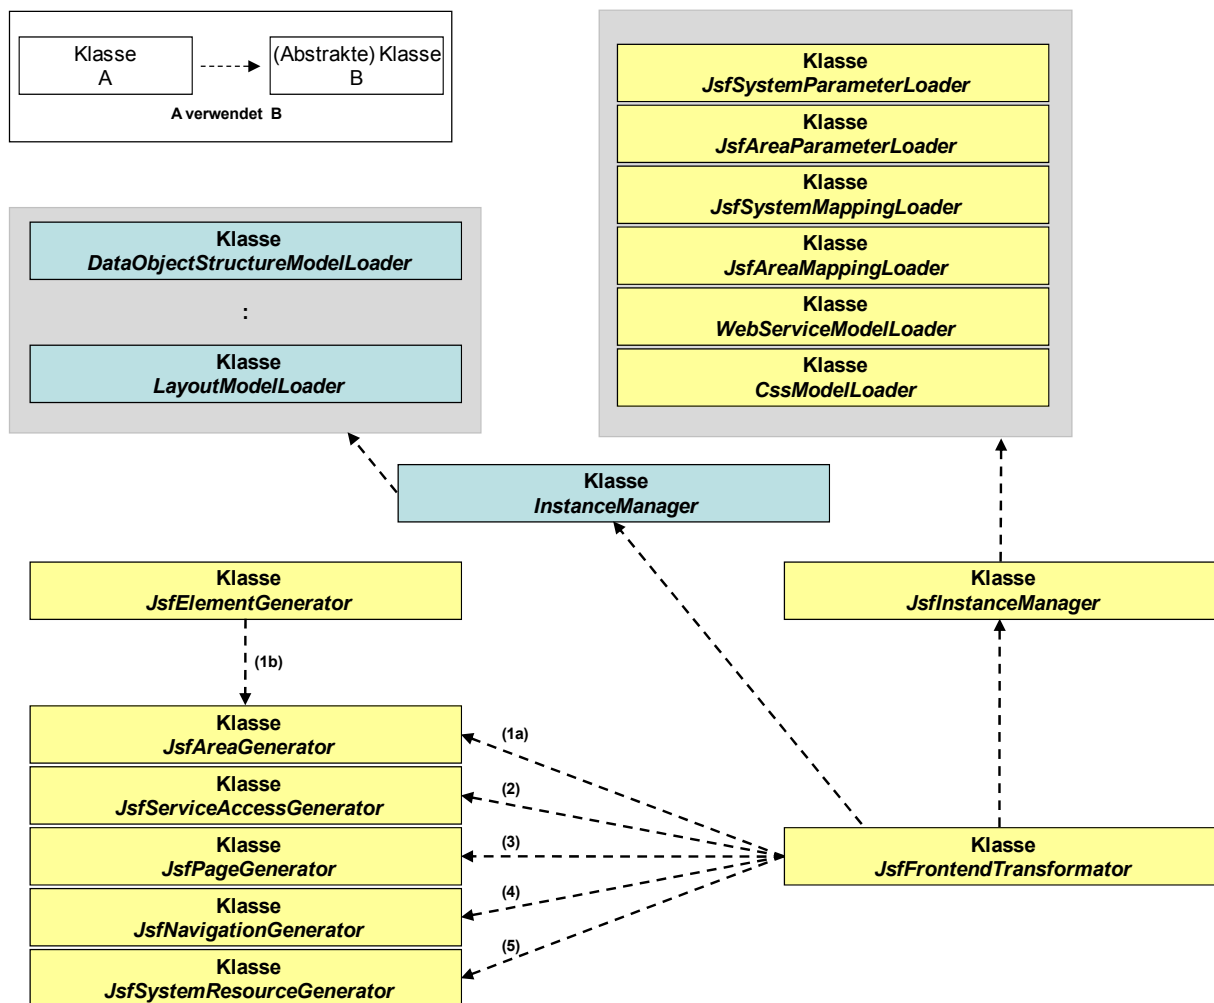 Klasse
A
(Abstrakte) Klasse
B
A verwendet B
Klasse
JsfSystemParameterLoader
Klasse
JsfAreaParameterLoader
Klasse
JsfSystemMappingLoader
Klasse
JsfAreaMappingLoader
Klasse
WebServiceModelLoader
Klasse
CssModelLoader
Klasse
DataObjectStructureModelLoader
:
Klasse
LayoutModelLoader
Klasse
InstanceManager
Klasse
JsfElementGenerator
Klasse
JsfInstanceManager
(1b)
Klasse
JsfAreaGenerator
(1a)
Klasse
JsfServiceAccessGenerator
(2)
Klasse
JsfPageGenerator
(3)
Klasse
JsfFrontendTransformator
Klasse
JsfNavigationGenerator
(4)
Klasse
JsfSystemResourceGenerator
(5)